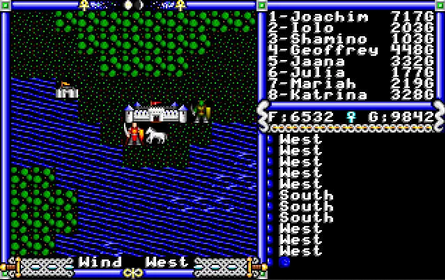 1-Joachim 717G
2-Iolo 203G
3-Shamino 103G
4-Geoffrey 448G
5-Jaana 332G
6-Julia 177G
7-Mariah 219G
8-Katrina 328G
F:6532 G:9842
West
West
West
West
South
South
South
West
West
West
Wind West